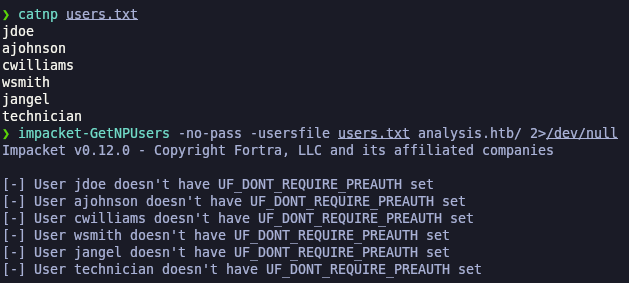 ❯ catnp users.txt
jdoe
ajohnson
cwilliams
wsmith
jangel
technician
❯ impacket-GetNPUsers -no-pass -usersfile users.txt analysis.htb/ 2>/dev/null
Impacket v0.12.0 - Copyright Fortra, LLC and its affiliated companies
[-] User jdoe doesn't have UF_DONT_REQUIRE_PREAUTH set
[-] User ajohnson doesn't have UF_DONT_REQUIRE_PREAUTH set
[-] User cwilliams doesn't have UF_DONT_REQUIRE_PREAUTH set
[-] User wsmith doesn't have UF_DONT_REQUIRE_PREAUTH set
[-] User jangel doesn't have UF_DONT_REQUIRE_PREAUTH set
[-] User technician doesn't have UF_DONT_REQUIRE_PREAUTH set